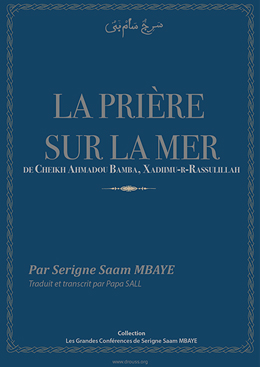 LA PRIÈRE
SUR LA MER
DE CHEIKH AHMADOU BAMBA, XADIIMU-R-RASSULILLAH
Par Serigne Saam MBAYE
Traduit et transcrit par Papa SALL
Collection
Les Grandes Conférences de Serigne Saam MBAYE